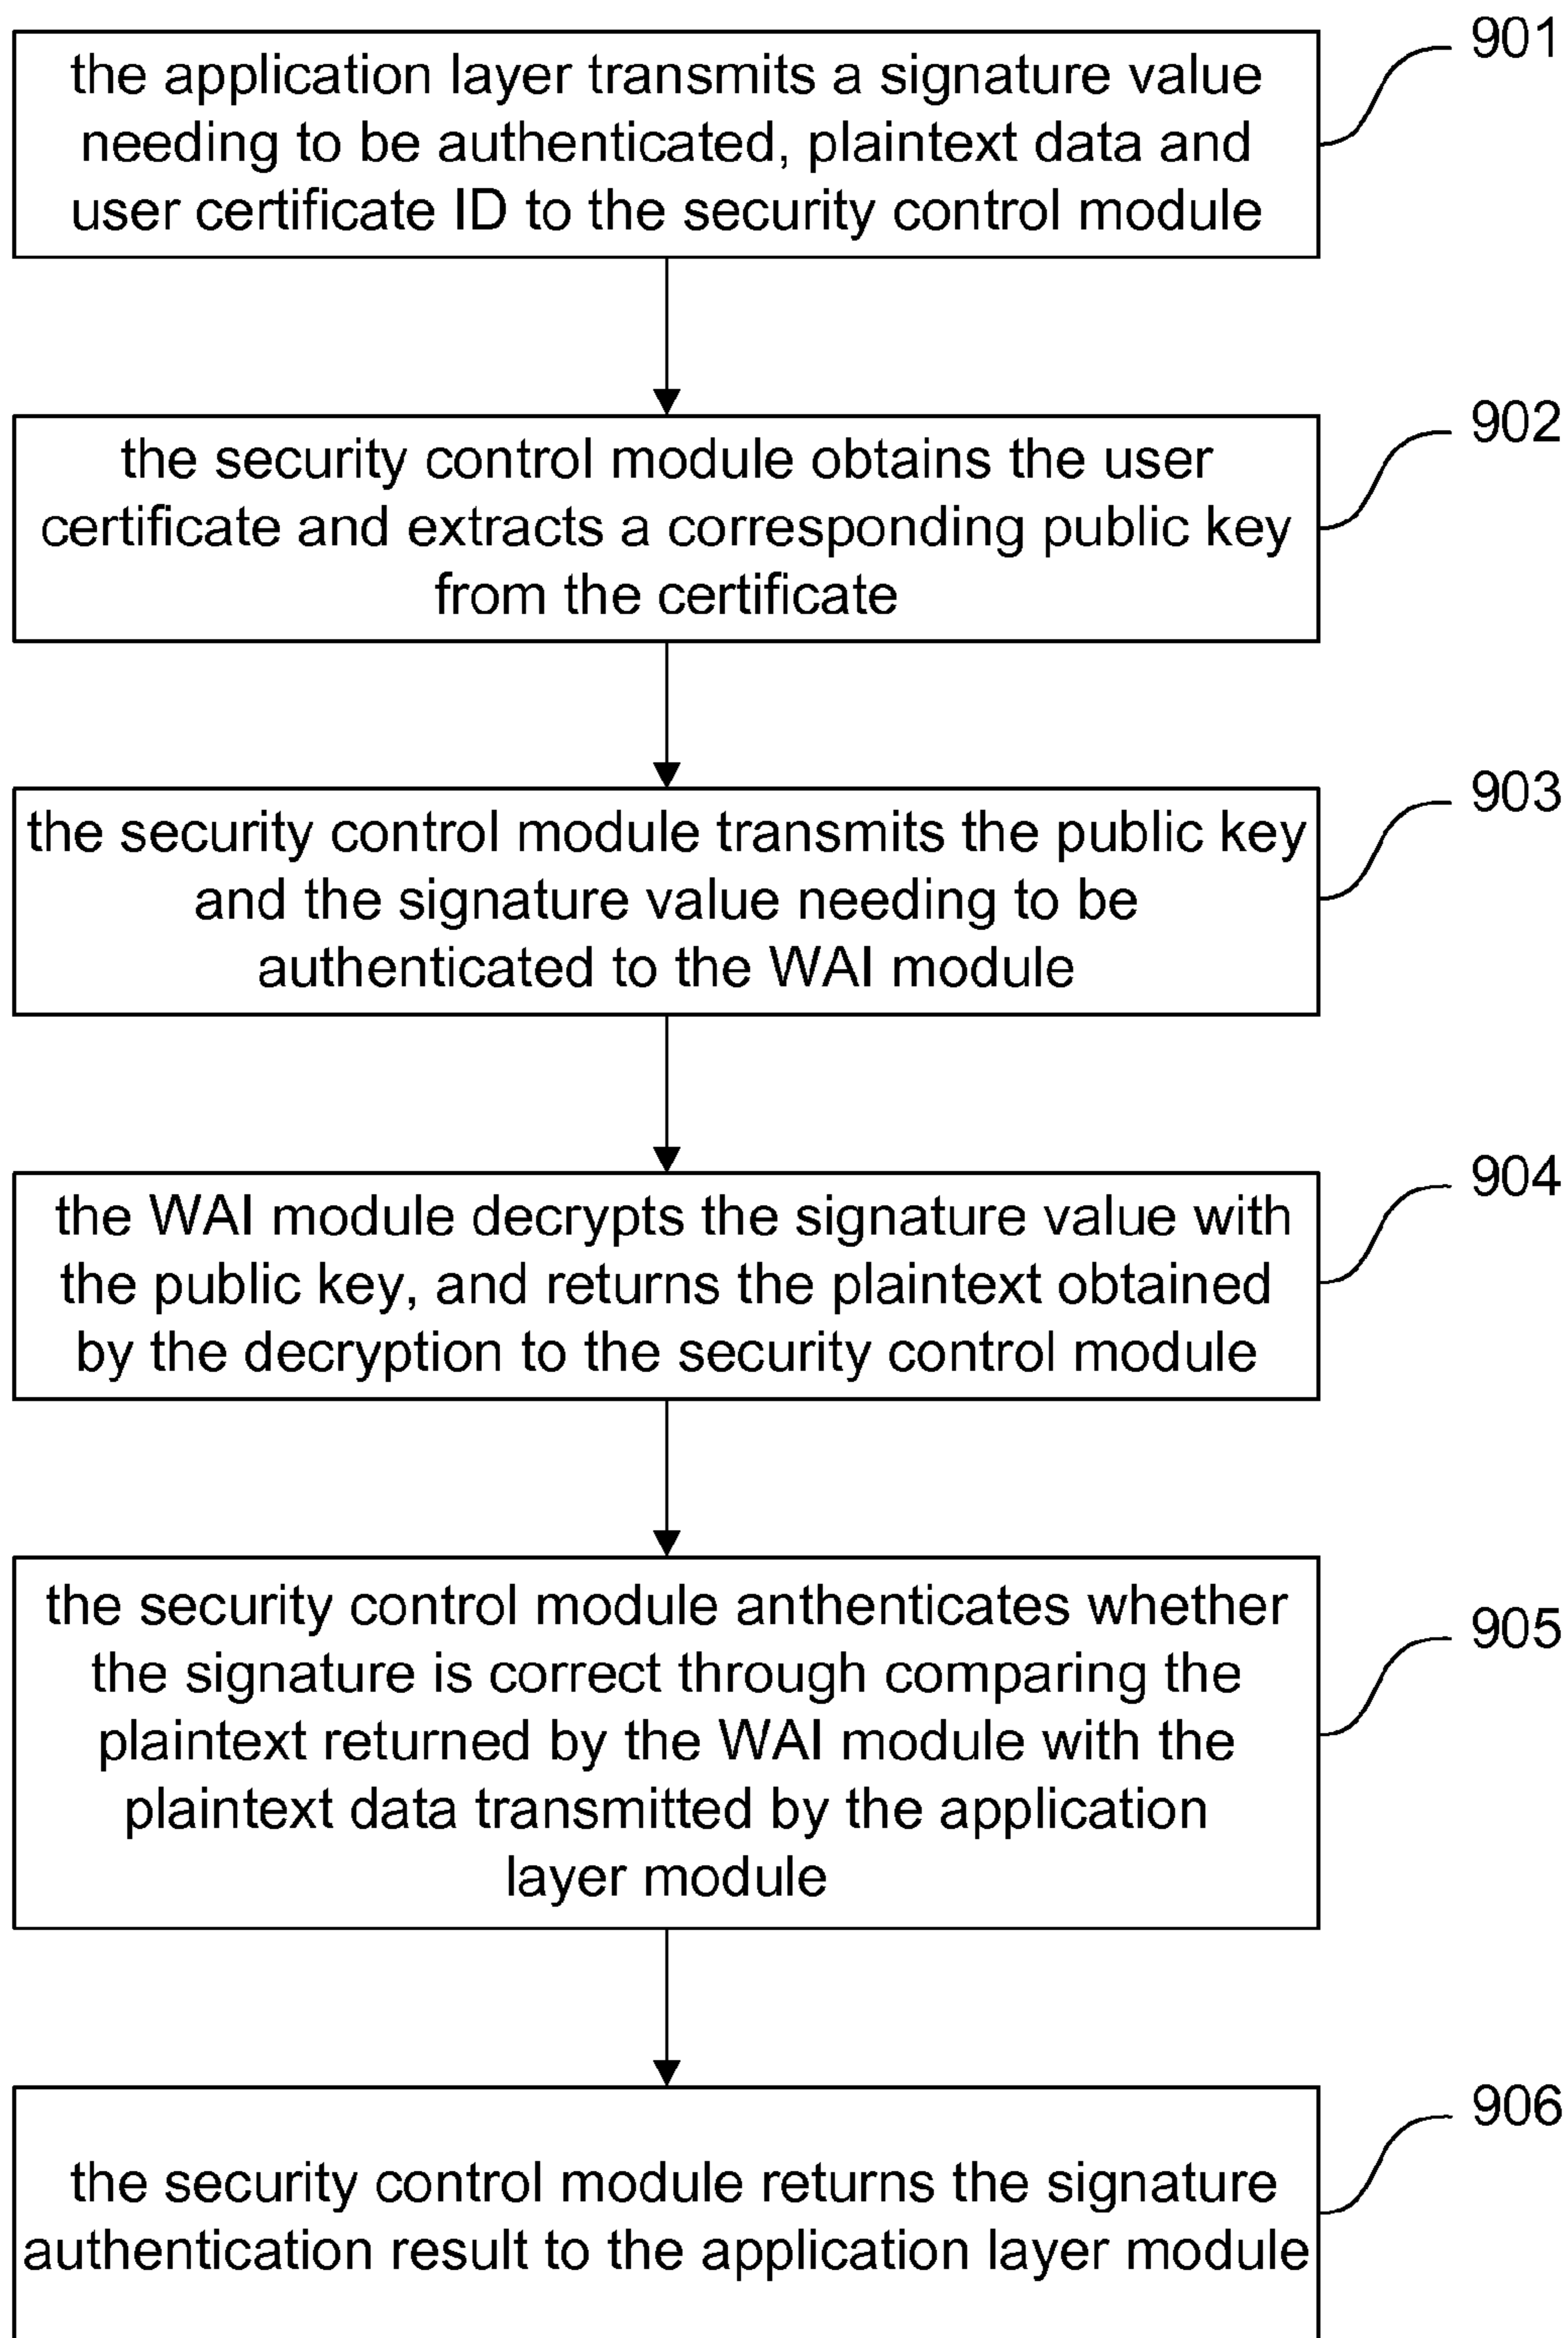 901
the application layer transmits a signature value
needing to be authenticated, plaintext data and
user certificate ID to the security control module
902
the security control module obtains the user
certificate and extracts a corresponding public key
from the certificate
903
the security control module transmits the public key
and the signature value needing to be
authenticated to the WAI module
904
the WAI module decrypts the signature value with
the public key, and returns the plaintext obtained
by the decryption to the security control module
905
the security control module anthenticates whether
the signature is correct through comparing the
plaintext returned by the WAI module with the
plaintext data transmitted by the application
layer module
906
the security control module returns the signature
authentication result to the application layer module